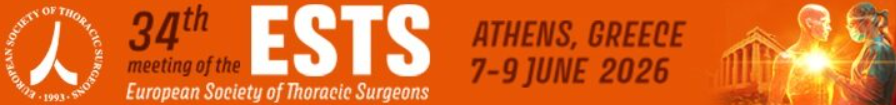 EUROPEAN SOCIETY OF THORACIC SURGEONS
· 1993 ·
34th
meeting of the
ESTS
European Society of Thoracic Surgeons
ATHENS, GREECE
7-9 JUNE 2026